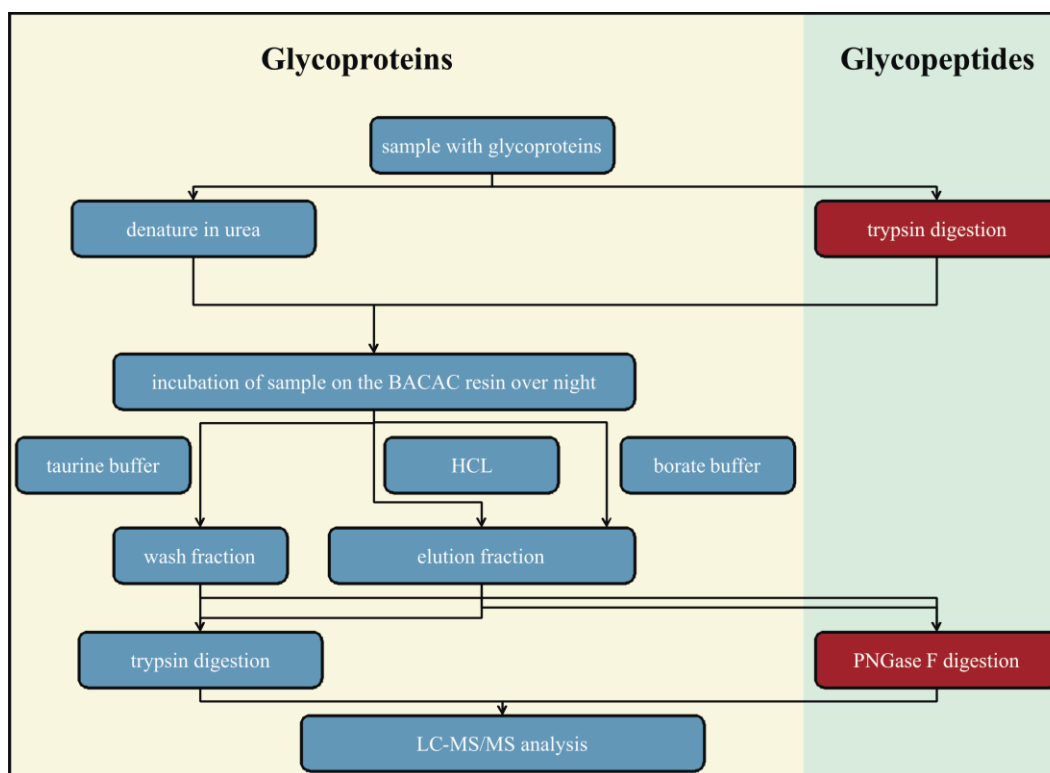 Glycoproteins
Glycopeptides
sample with glycoproteins
denature in urea
trypsin digestion
incubation of sample on the BACAC resin over night
taurine buffer
HCL
borate buffer
wash fraction
elution fraction
trypsin digestion
PNGase F digestion
LC-MS/MS analysis